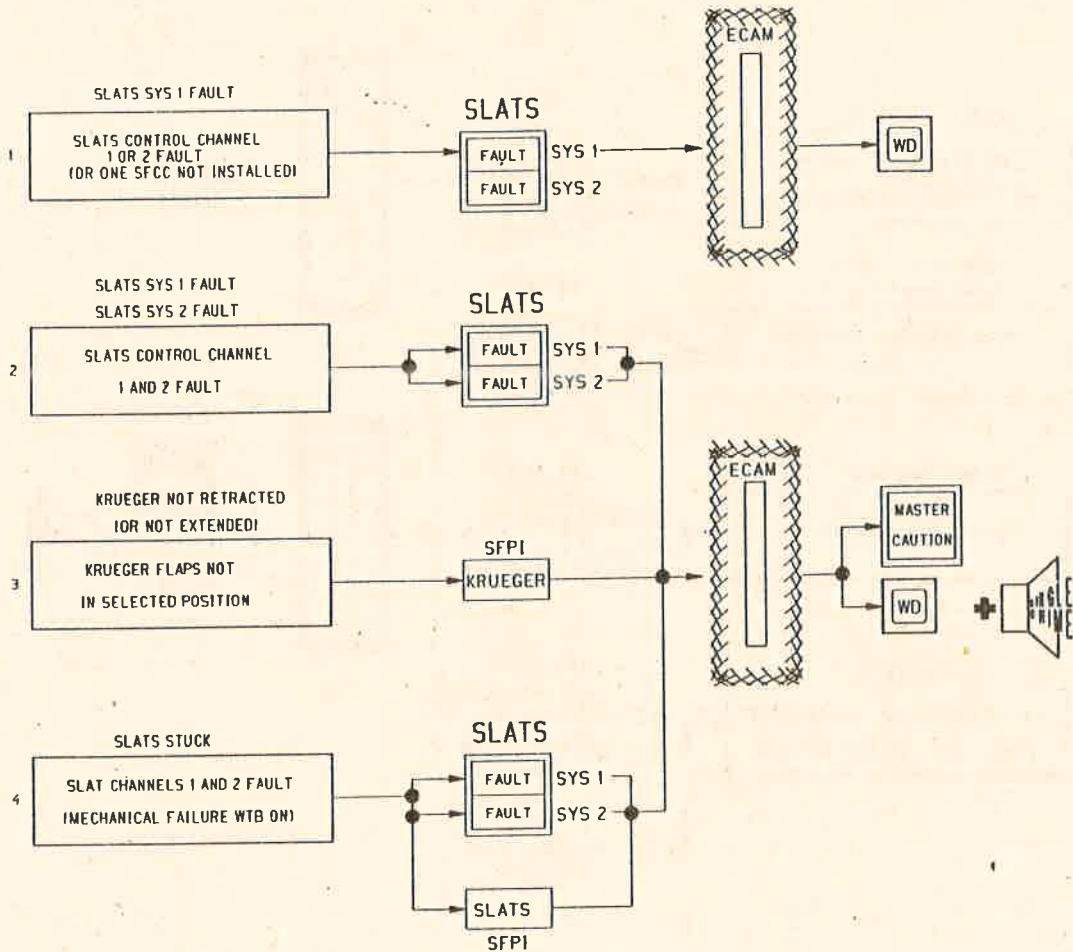 ECAM
SLATS SYS 1 FAULT
1
SLATS CONTROL CHANNEL
1 OR 2 FAULT
(OR ONE SFCC NOT INSTALLED)
SLATS
FAULT SYS 1
FAULT SYS 2
WD
SLATS SYS 1 FAULT
SLATS SYS 2 FAULT
2
SLATS CONTROL CHANNEL
1 AND 2 FAULT
SLATS
FAULT SYS 1
FAULT SYS 2
KRUEGER NOT RETRACTED
(OR NOT EXTENDED)
3
KRUEGER FLAPS NOT
IN SELECTED POSITION
SFPI
KRUEGER
ECAM
MASTER
CAUTION
WD
+
SINGLE
CHIME
SLATS STUCK
4
SLAT CHANNELS 1 AND 2 FAULT
(MECHANICAL FAILURE WTB ON)
SLATS
FAULT SYS 1
FAULT SYS 2
SLATS
SFPI